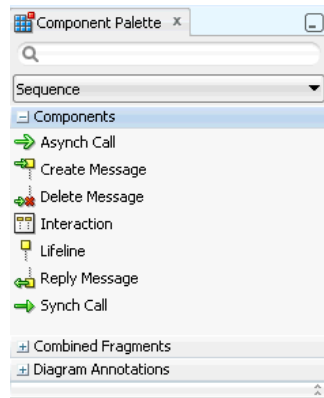 Component Palette
Sequence
Components
Asynch Call
Create Message
Delete Message
Interaction
Lifeline
Reply Message
Synch Call
Combined Fragments
Diagram Annotations